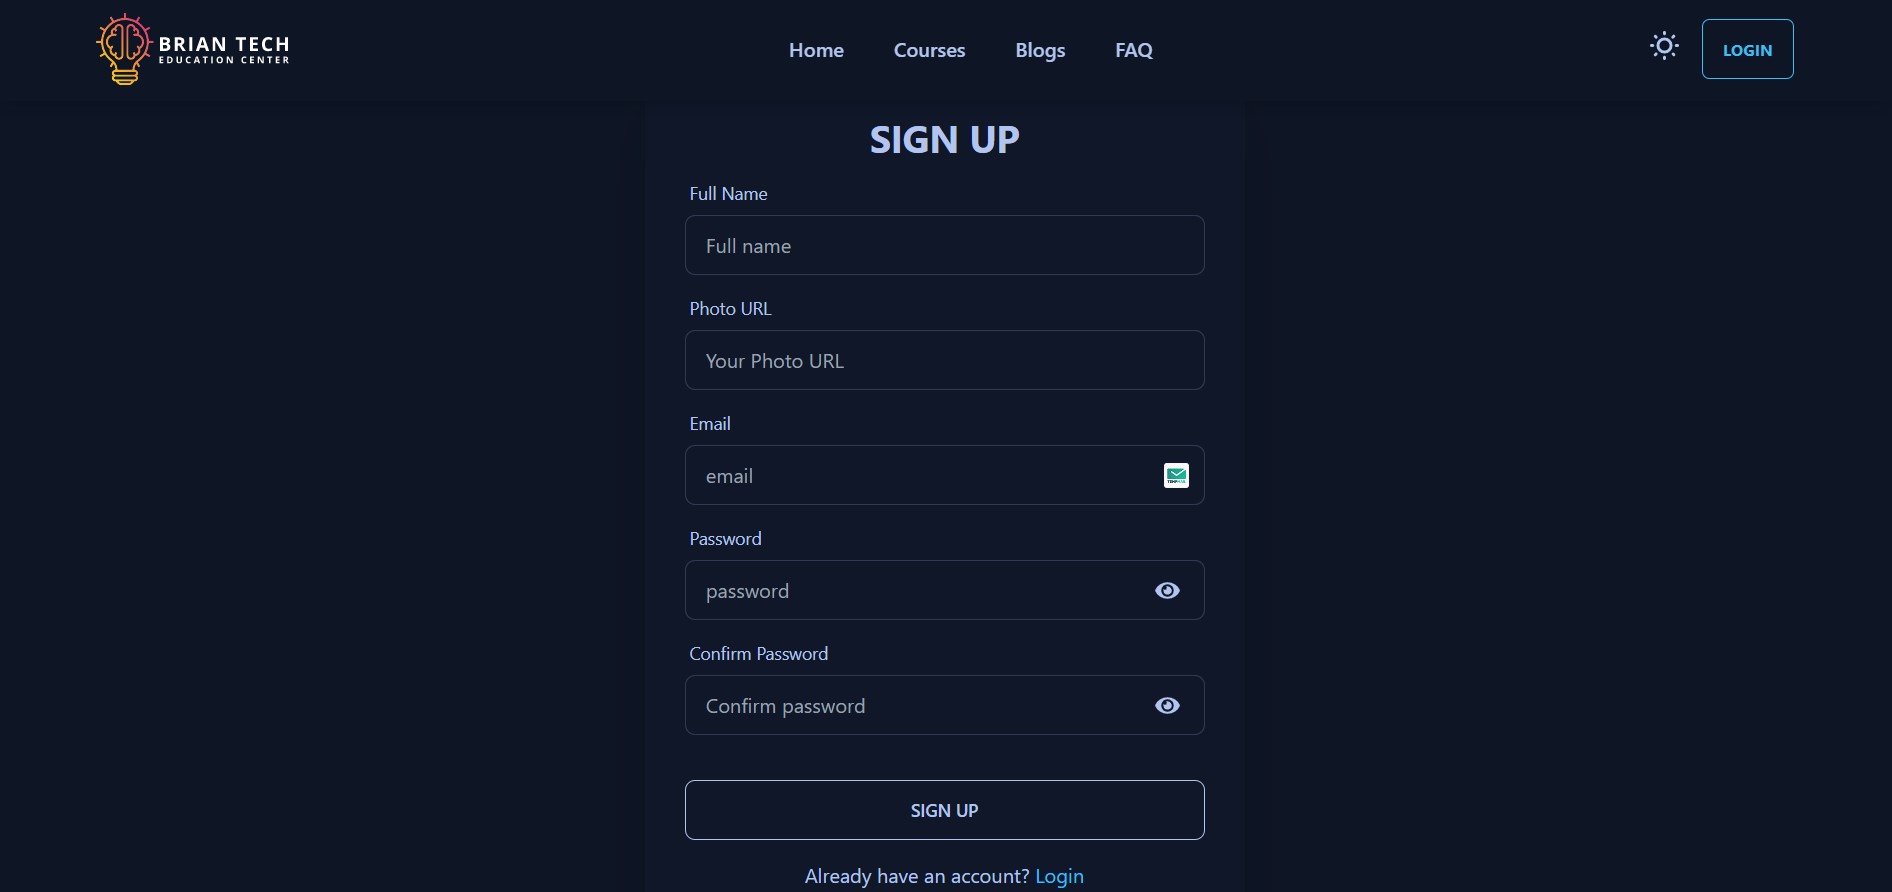 BRIAN TECH
EDUCATION CENTER
Home Courses Blogs FAQ
LOGIN
SIGN UP
Full Name
Full name
Photo URL
Your Photo URL
Email
email
Password
password
Confirm Password
Confirm password
SIGN UP
Already have an account? Login